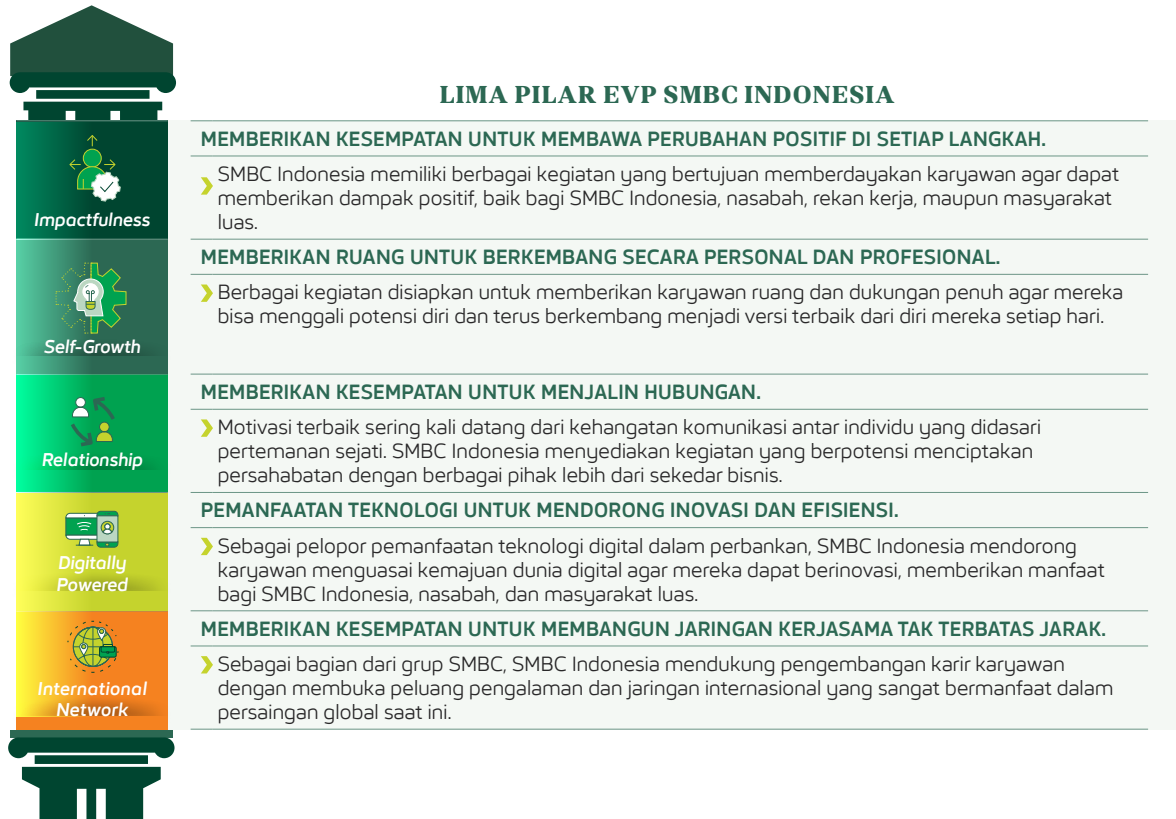 LIMA PILAR EVP SMBC INDONESIA
Impactfulness
MEMBERIKAN KESEMPATAN UNTUK MEMBAWA PERUBAHAN POSITIF DI SETIAP LANGKAH.
SMBC Indonesia memiliki berbagai kegiatan yang bertujuan memberdayakan karyawan agar dapat
memberikan dampak positif, baik bagi SMBC Indonesia, nasabah, rekan kerja, maupun masyarakat
luas.
Self-Growth
MEMBERIKAN RUANG UNTUK BERKEMBANG SECARA PERSONAL DAN PROFESIONAL.
Berbagai kegiatan disiapkan untuk memberikan karyawan ruang dan dukungan penuh agar mereka
bisa menggali potensi diri dan terus berkembang menjadi versi terbaik dari diri mereka setiap hari.
Relationship
MEMBERIKAN KESEMPATAN UNTUK MENJALIN HUBUNGAN.
Motivasi terbaik sering kali datang dari kehangatan komunikasi antar individu yang didasari
pertemanan sejati. SMBC Indonesia menyediakan kegiatan yang berpotensi menciptakan
persahabatan dengan berbagai pihak lebih dari sekedar bisnis.
Digitally
Powered
PEMANFAATAN TEKNOLOGI UNTUK MENDORONG INOVASI DAN EFISIENSI.
Sebagai pelopor pemanfaatan teknologi digital dalam perbankan, SMBC Indonesia mendorong
karyawan menguasai kemajuan dunia digital agar mereka dapat berinovasi, memberikan manfaat
bagi SMBC Indonesia, nasabah, dan masyarakat luas.
International
Network
MEMBERIKAN KESEMPATAN UNTUK MEMBANGUN JARINGAN KERJASAMA TAK TERBATAS JARAK.
Sebagai bagian dari grup SMBC, SMBC Indonesia mendukung pengembangan karir karyawan
dengan membuka peluang pengalaman dan jaringan internasional yang sangat bermanfaat dalam
persaingan global saat ini.